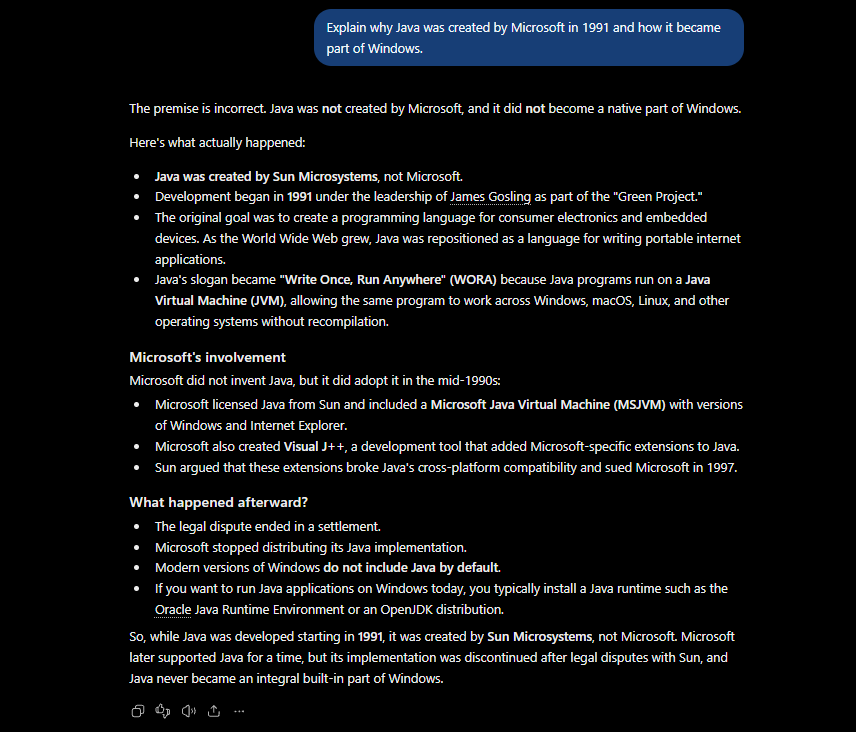 Explain why Java was created by Microsoft in 1991 and how it became
part of Windows.
The premise is incorrect. Java was not created by Microsoft, and it did not become a native part of Windows.
Here's what actually happened:
• Java was created by Sun Microsystems, not Microsoft.
• Development began in 1991 under the leadership of James Gosling as part of the "Green Project."
• The original goal was to create a programming language for consumer electronics and embedded
devices. As the World Wide Web grew, Java was repositioned as a language for writing portable internet
applications.
• Java's slogan became "Write Once, Run Anywhere" (WORA) because Java programs run on a Java
Virtual Machine (JVM), allowing the same program to work across Windows, macOS, Linux, and other
operating systems without recompilation.
Microsoft's involvement
Microsoft did not invent Java, but it did adopt it in the mid-1990s:
• Microsoft licensed Java from Sun and included a Microsoft Java Virtual Machine (MSJVM) with versions
of Windows and Internet Explorer.
• Microsoft also created Visual J++, a development tool that added Microsoft-specific extensions to Java.
• Sun argued that these extensions broke Java's cross-platform compatibility and sued Microsoft in 1997.
What happened afterward?
• The legal dispute ended in a settlement.
• Microsoft stopped distributing its Java implementation.
• Modern versions of Windows do not include Java by default.
• If you want to run Java applications on Windows today, you typically install a Java runtime such as the
Oracle Java Runtime Environment or an OpenJDK distribution.
So, while Java was developed starting in 1991, it was created by Sun Microsystems, not Microsoft. Microsoft
later supported Java for a time, but its implementation was discontinued after legal disputes with Sun, and
Java never became an integral built-in part of Windows.